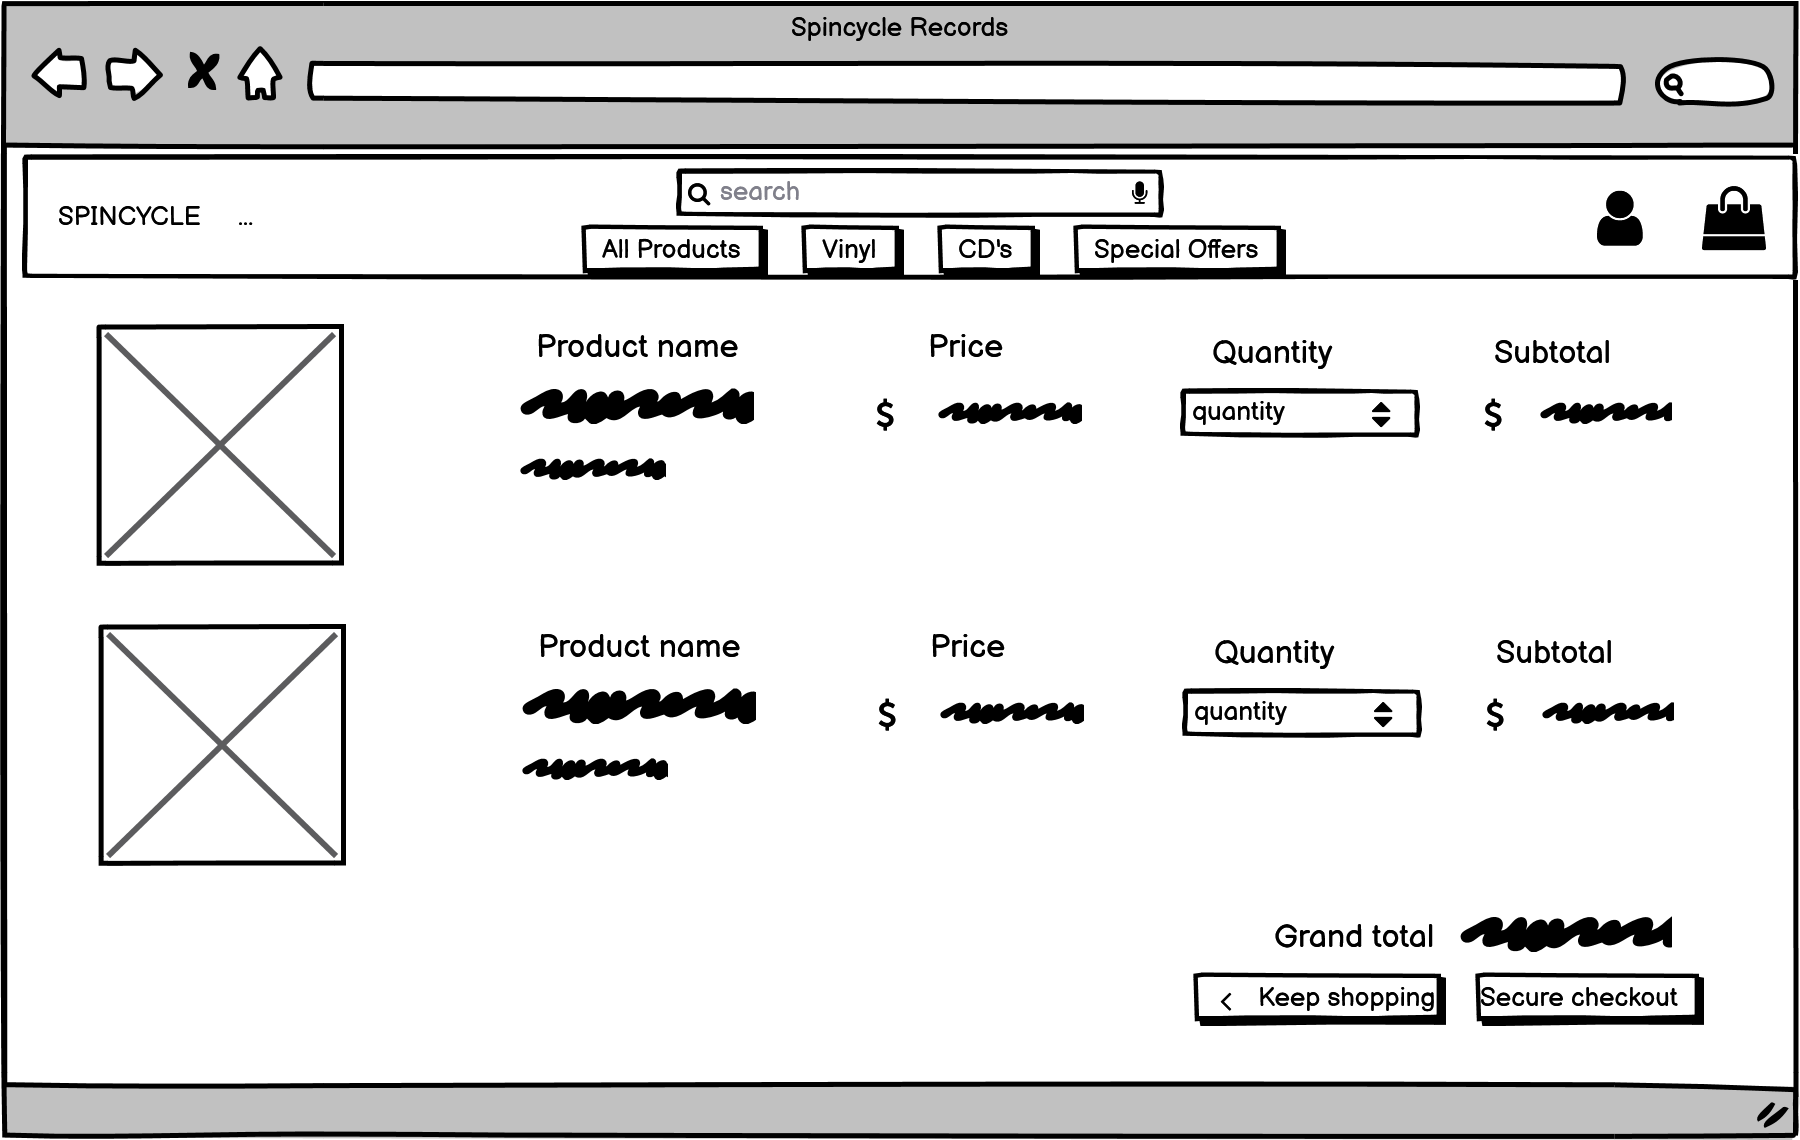 Spincycle Records
search
SPINCYCLE ...
All Products Vinyl CD's Special Offers
Product name Price Quantity Subtotal
$ quantity $
Product name Price Quantity Subtotal
$ quantity $
Grand total
< Keep shopping Secure checkout